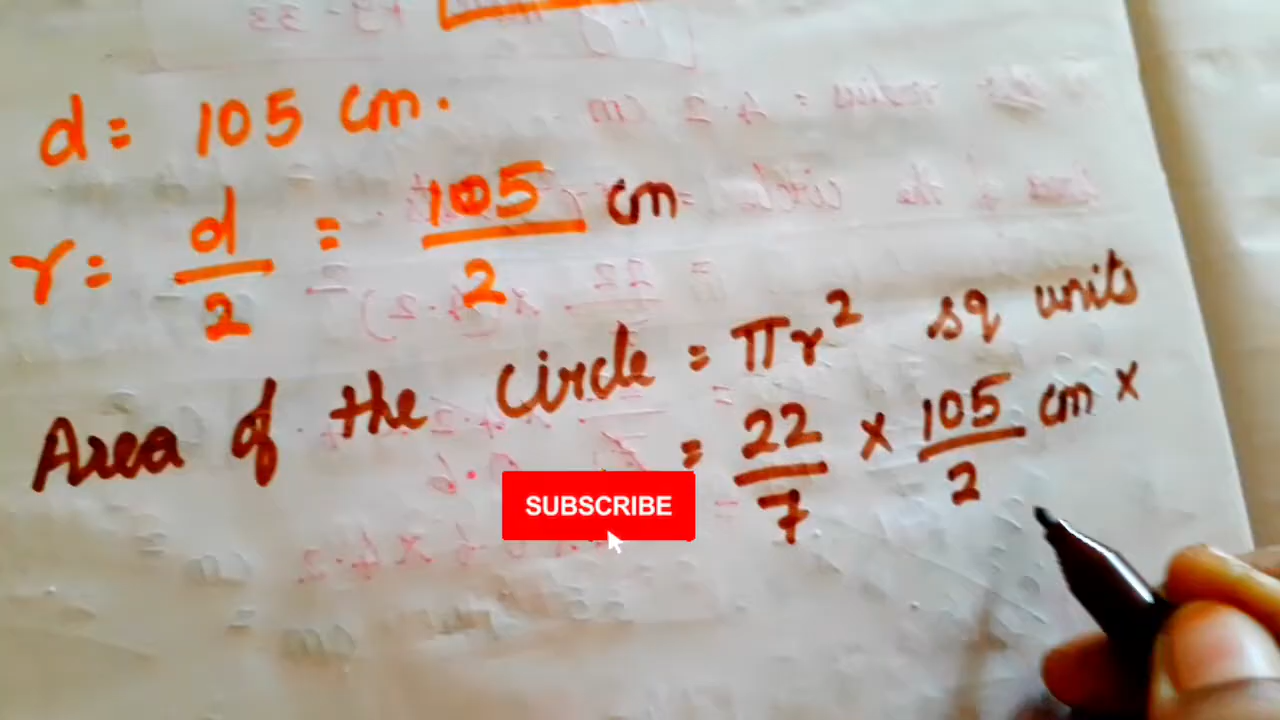 d = 105 cm.
r = d/2 = 105/2 cm
Area of the circle = πr² sq units
= 22/7 × 105/2 cm ×
SUBSCRIBE